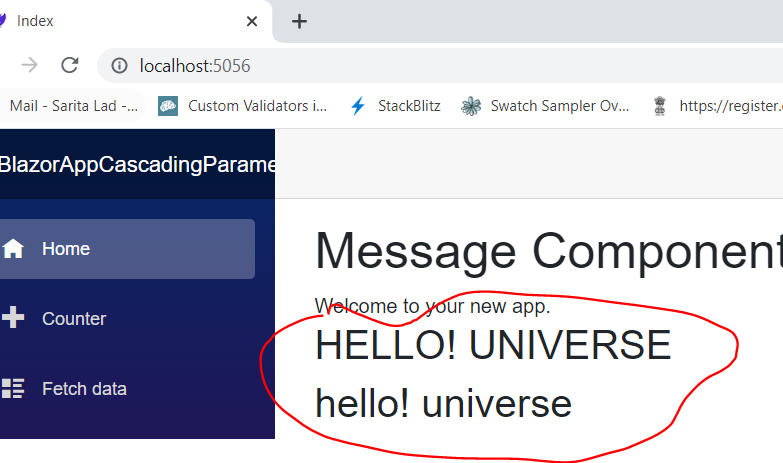 Index
localhost:5056
Mail - Sarita Lad -... Custom Validators i... StackBlitz Swatch Sampler Ov... https://register.
BlazorAppCascadingParame
Home
Counter
Fetch data
Message Component
Welcome to your new app.
HELLO! UNIVERSE
hello! universe